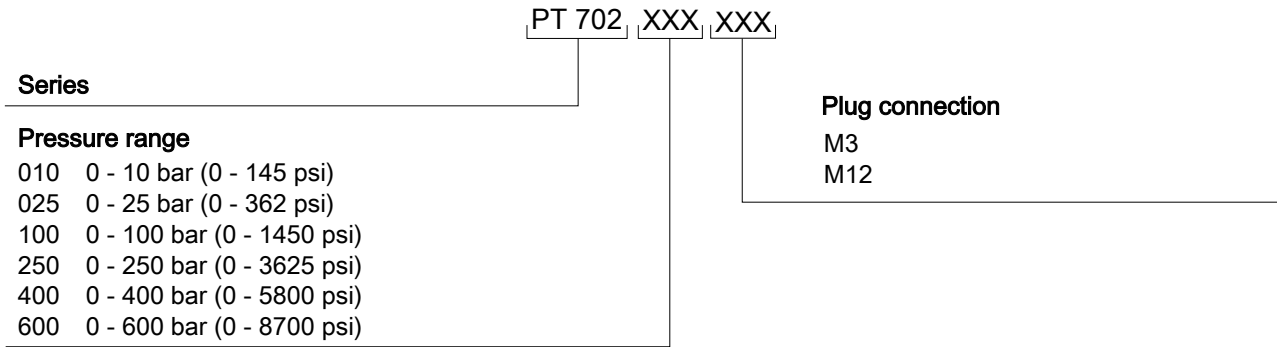 PT 702 XXX XXX
Series
Pressure range
010 0 - 10 bar (0 - 145 psi)
025 0 - 25 bar (0 - 362 psi)
100 0 - 100 bar (0 - 1450 psi)
250 0 - 250 bar (0 - 3625 psi)
400 0 - 400 bar (0 - 5800 psi)
600 0 - 600 bar (0 - 8700 psi)
Plug connection
M3
M12